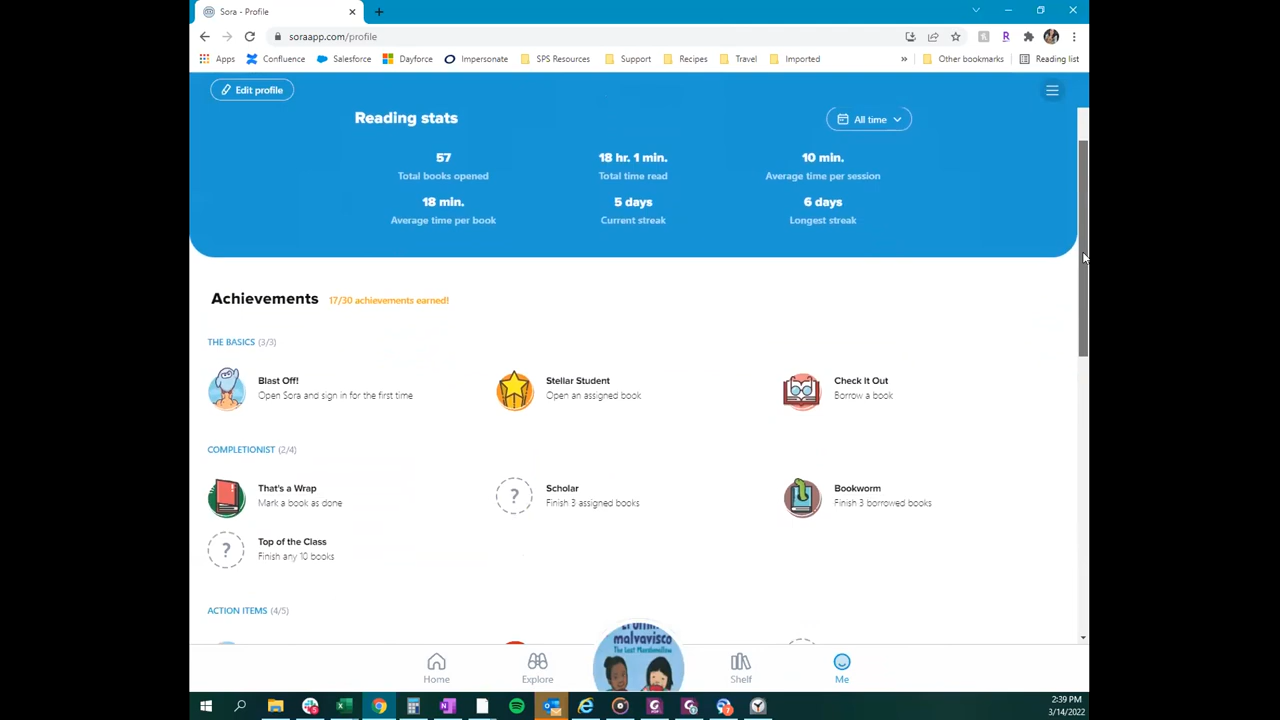 Sora - Profile
soraapp.com/profile
Apps
Confluence
Salesforce
Dayforce
Impersonate
SPS Resources
Support
Recipes
Travel
Imported
»
Other bookmarks
Reading list
Edit profile
Reading stats
All time
57
18 hr. 1 min.
10 min.
Total books opened
Total time read
Average time per session
18 min.
5 days
6 days
Average time per book
Current streak
Longest streak
Achievements 17/30 achievements earned!
THE BASICS (3/3)
Blast Off!
Open Sora and sign in for the first time
Stellar Student
Open an assigned book
Check It Out
Borrow a book
COMPLETIONIST (2/4)
That's a Wrap
Mark a book as done
?
Scholar
Finish 3 assigned books
Bookworm
Finish 3 borrowed books
?
Top of the Class
Finish any 10 books
ACTION ITEMS (4/5)
malvavisco
The Last Marshmallow
Home
Explore
Shelf
Me
2:39 PM
3/14/2022